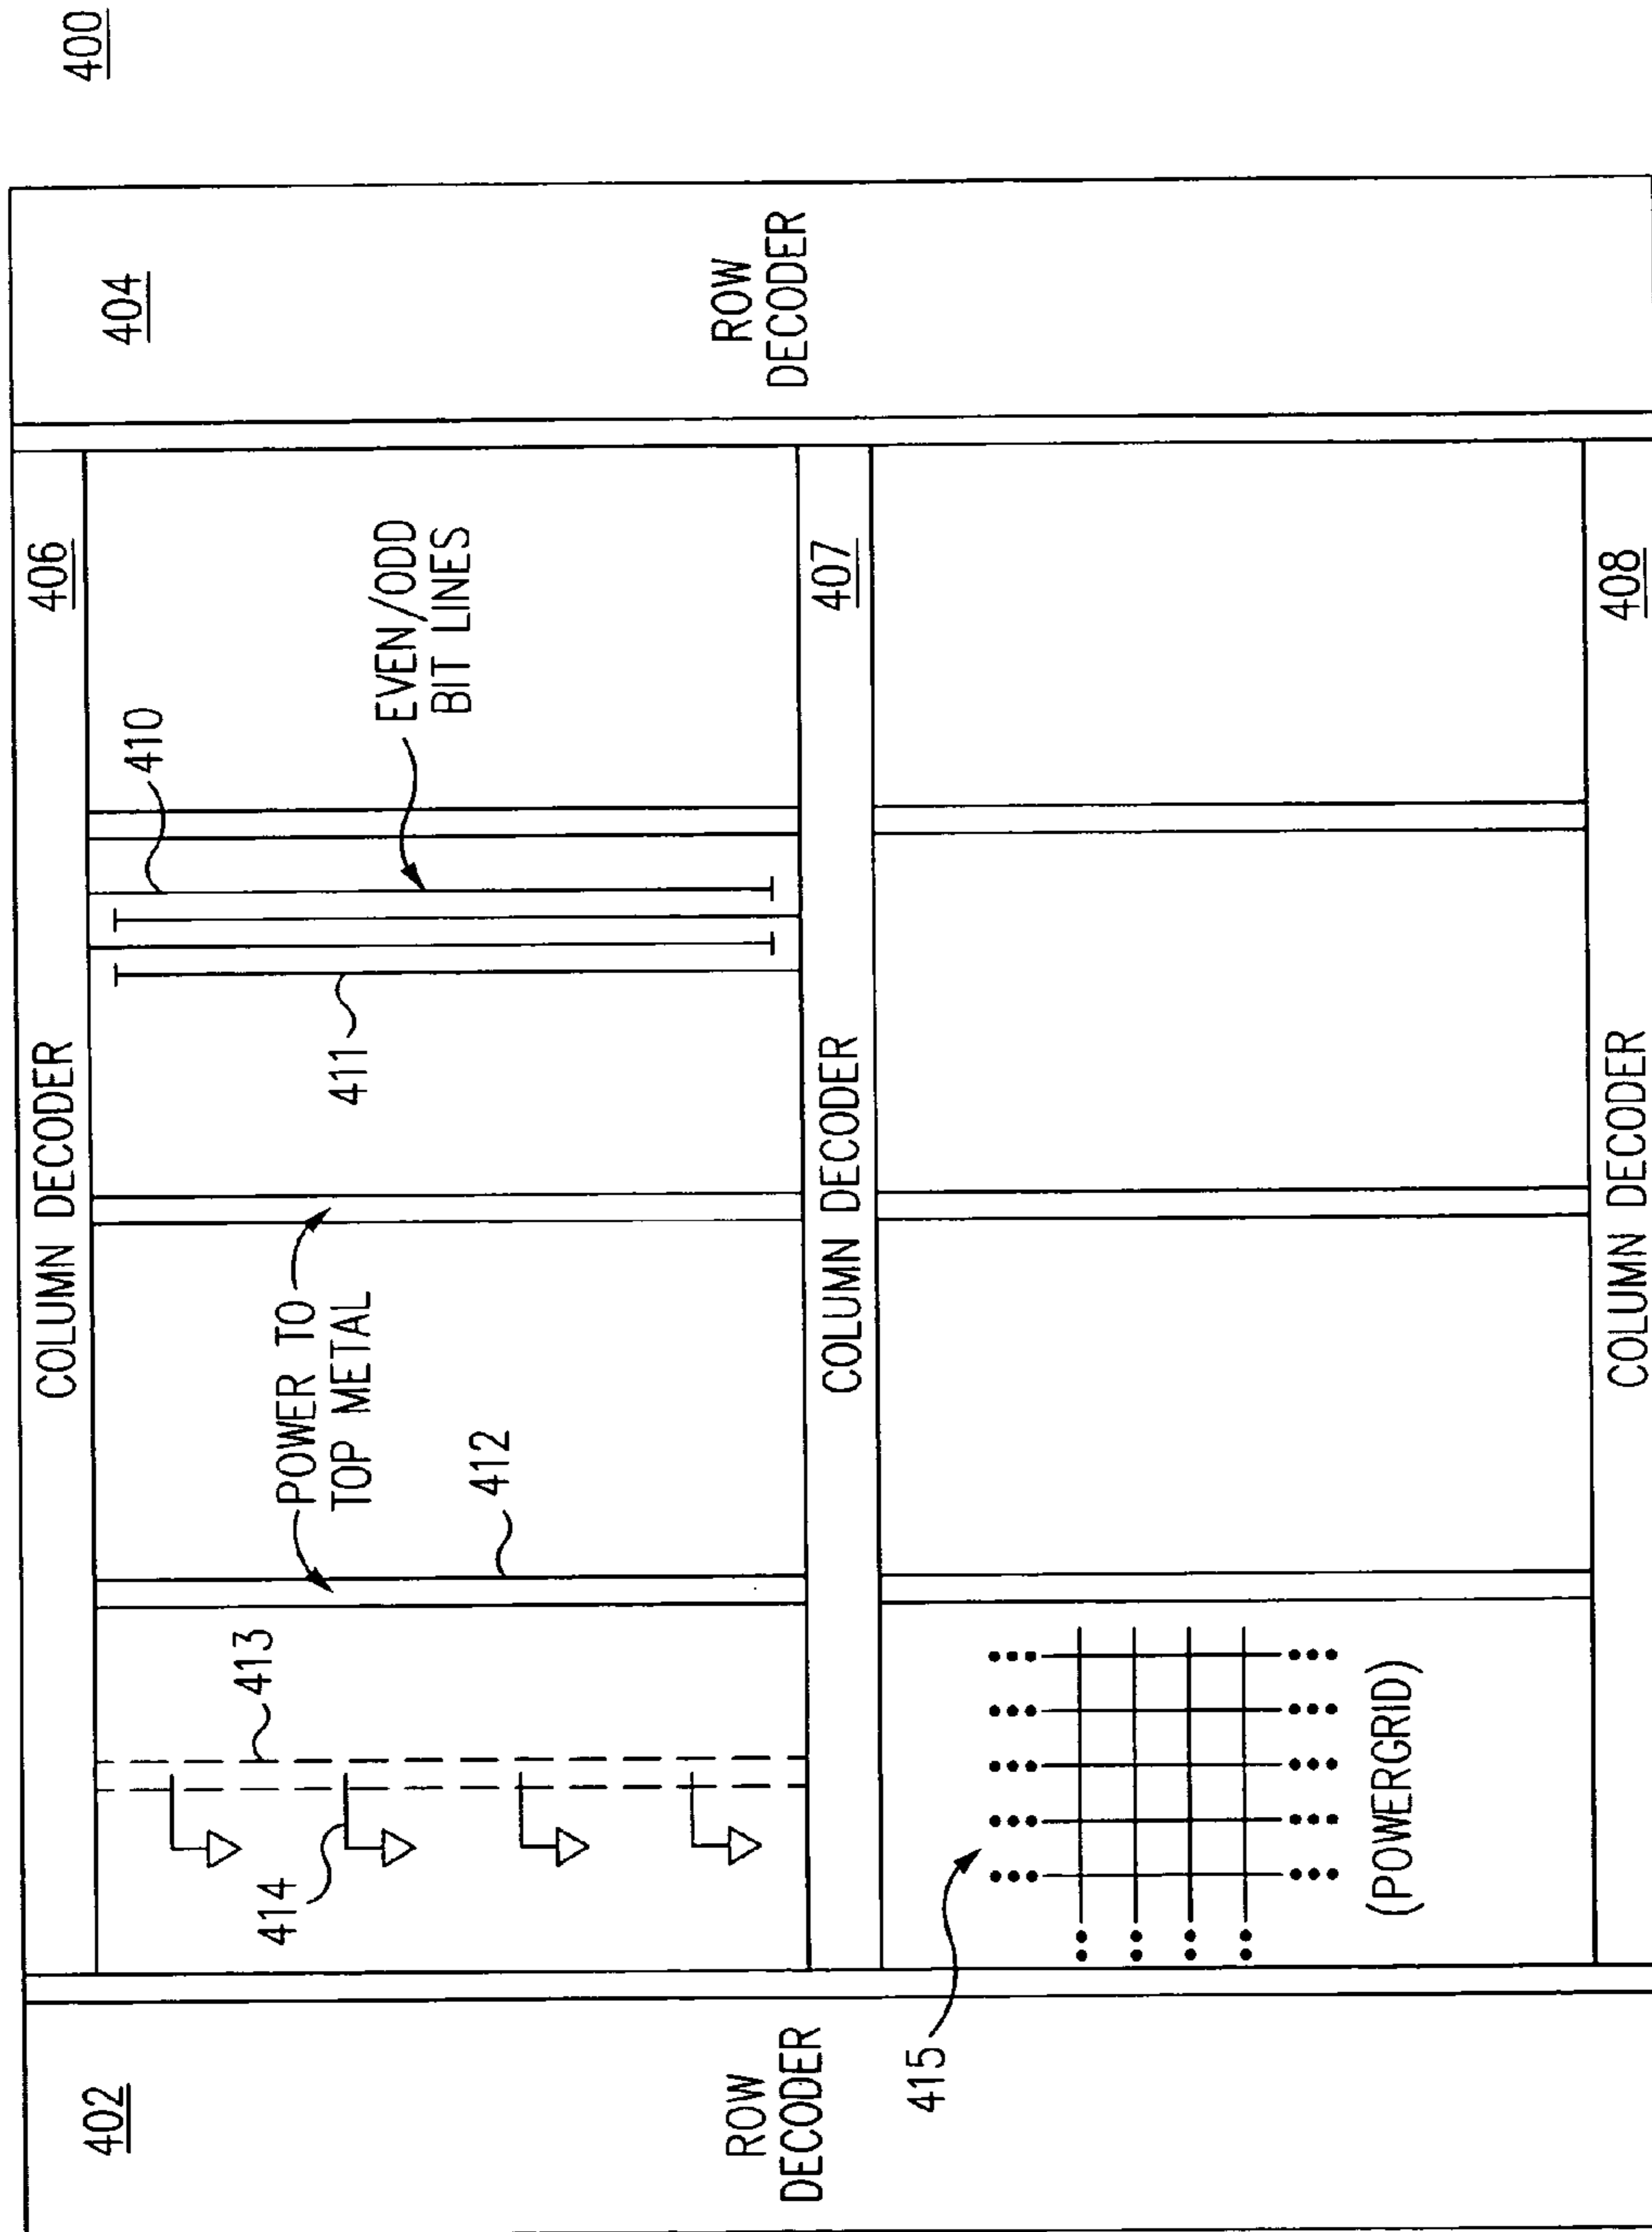 400
404
ROW
DECODER
406
COLUMN DECODER
410
EVEN/ODD
BIT LINES
411
POWER TO
TOP METAL
412
413
414
407
COLUMN DECODER
415
(POWERGRID)
408
COLUMN DECODER
402
ROW
DECODER